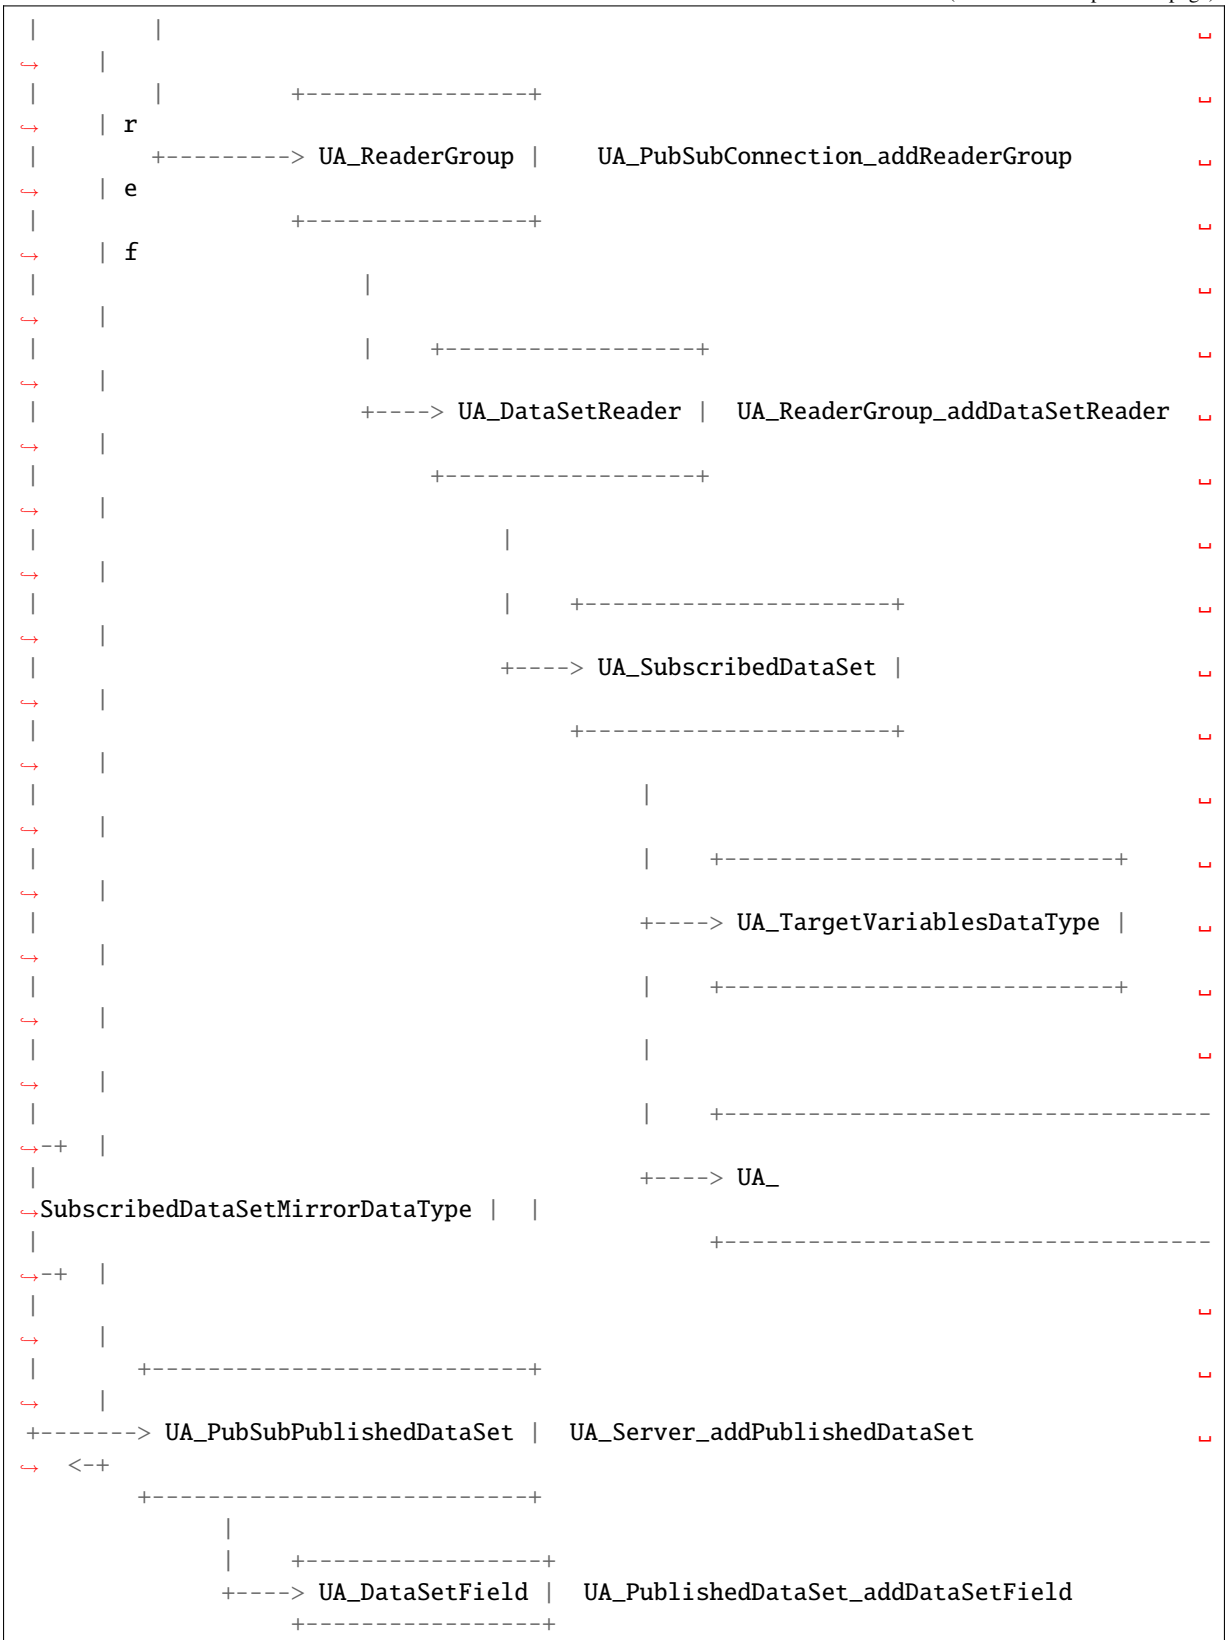 |        |                                                                           ␣
↪     |
|        |         +----------------+                                                ␣
↪     | r
|        +---------> UA_ReaderGroup |    UA_PubSubConnection_addReaderGroup         ␣
↪     | e
|                  +----------------+                                                ␣
↪     | f
|                       |                                                            ␣
↪     |
|                       |    +------------------+                                    ␣
↪     |
|                       +----> UA_DataSetReader |  UA_ReaderGroup_addDataSetReader  ␣
↪     |
|                            +------------------+                                    ␣
↪     |
|                                 |                                                  ␣
↪     |
|                                 |    +----------------------+                      ␣
↪     |
|                                 +----> UA_SubscribedDataSet |                      ␣
↪     |
|                                      +----------------------+                      ␣
↪     |
|                                           |                                        ␣
↪     |
|                                           |    +----------------------------+      ␣
↪     |
|                                           +----> UA_TargetVariablesDataType |      ␣
↪     |
|                                           |    +----------------------------+      ␣
↪     |
|                                           |                                        ␣
↪     |
|                                           |    +-----------------------------------
↪-+  |
|                                           +----> UA_
↪SubscribedDataSetMirrorDataType |  |
|                                                +-----------------------------------
↪-+  |
|                                                                                    ␣
↪     |
|       +---------------------------+                                                ␣
↪     |
+-------> UA_PubSubPublishedDataSet |  UA_Server_addPublishedDataSet                ␣
↪  <-+
        +---------------------------+
              |
              |    +-----------------+
              +----> UA_DataSetField |  UA_PublishedDataSet_addDataSetField
                   +-----------------+